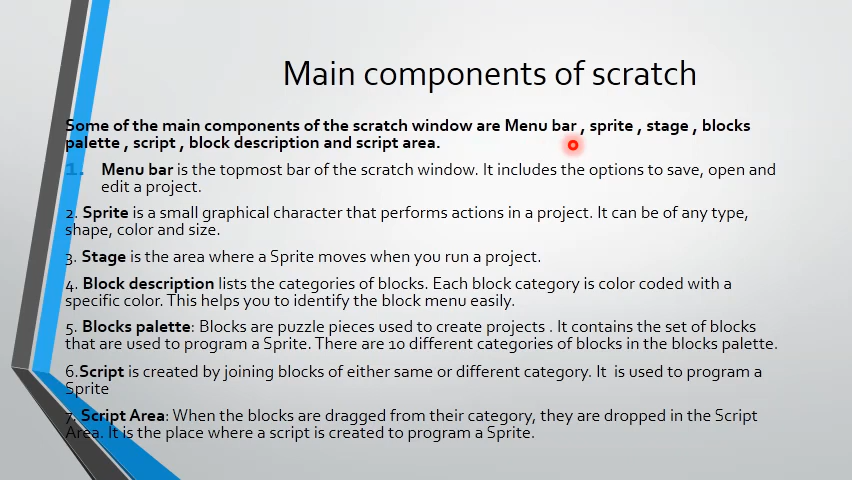 Main components of scratch
Some of the main components of the scratch window are Menu bar , sprite , stage , blocks
palette , script , block description and script area.
1. Menu bar is the topmost bar of the scratch window. It includes the options to save, open and
edit a project.
2. Sprite is a small graphical character that performs actions in a project. It can be of any type,
shape, color and size.
3. Stage is the area where a Sprite moves when you run a project.
4. Block description lists the categories of blocks. Each block category is color coded with a
specific color. This helps you to identify the block menu easily.
5. Blocks palette: Blocks are puzzle pieces used to create projects . It contains the set of blocks
that are used to program a Sprite. There are 10 different categories of blocks in the blocks palette.
6.Script is created by joining blocks of either same or different category. It  is used to program a
Sprite
7. Script Area: When the blocks are dragged from their category, they are dropped in the Script
Area. It is the place where a script is created to program a Sprite.